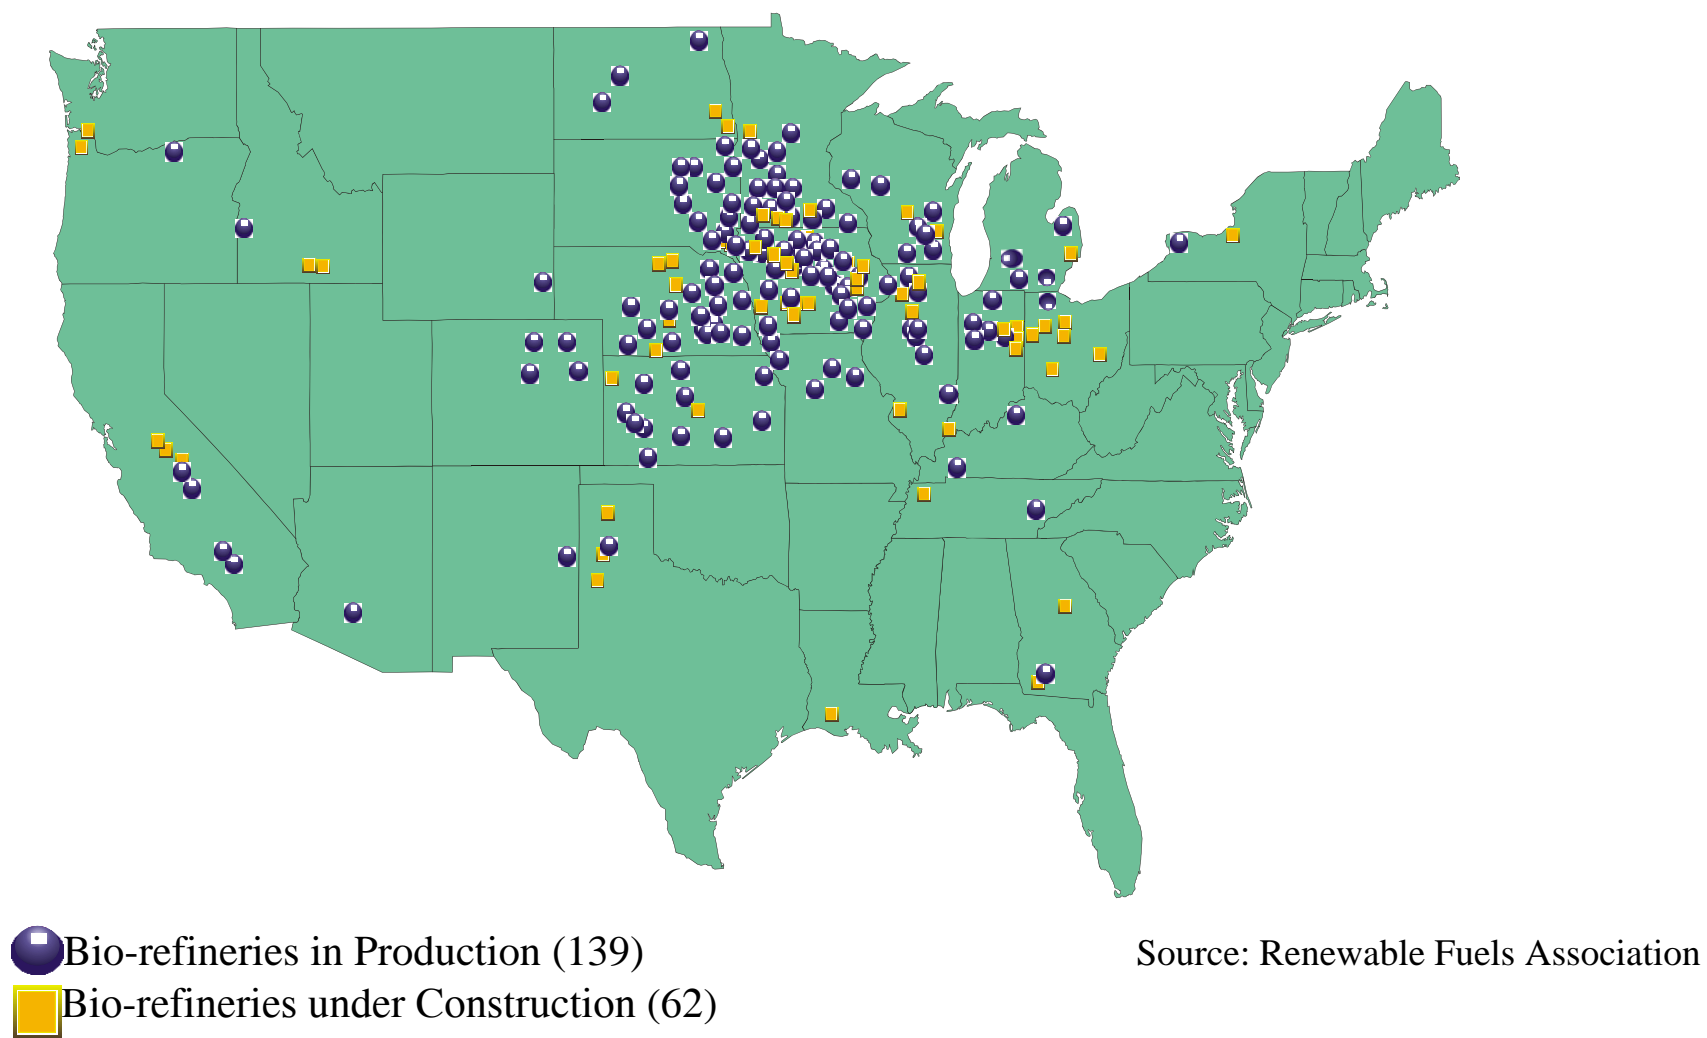 Bio-refineries in Production (139)
Source: Renewable Fuels Association
Bio-refineries under Construction (62)